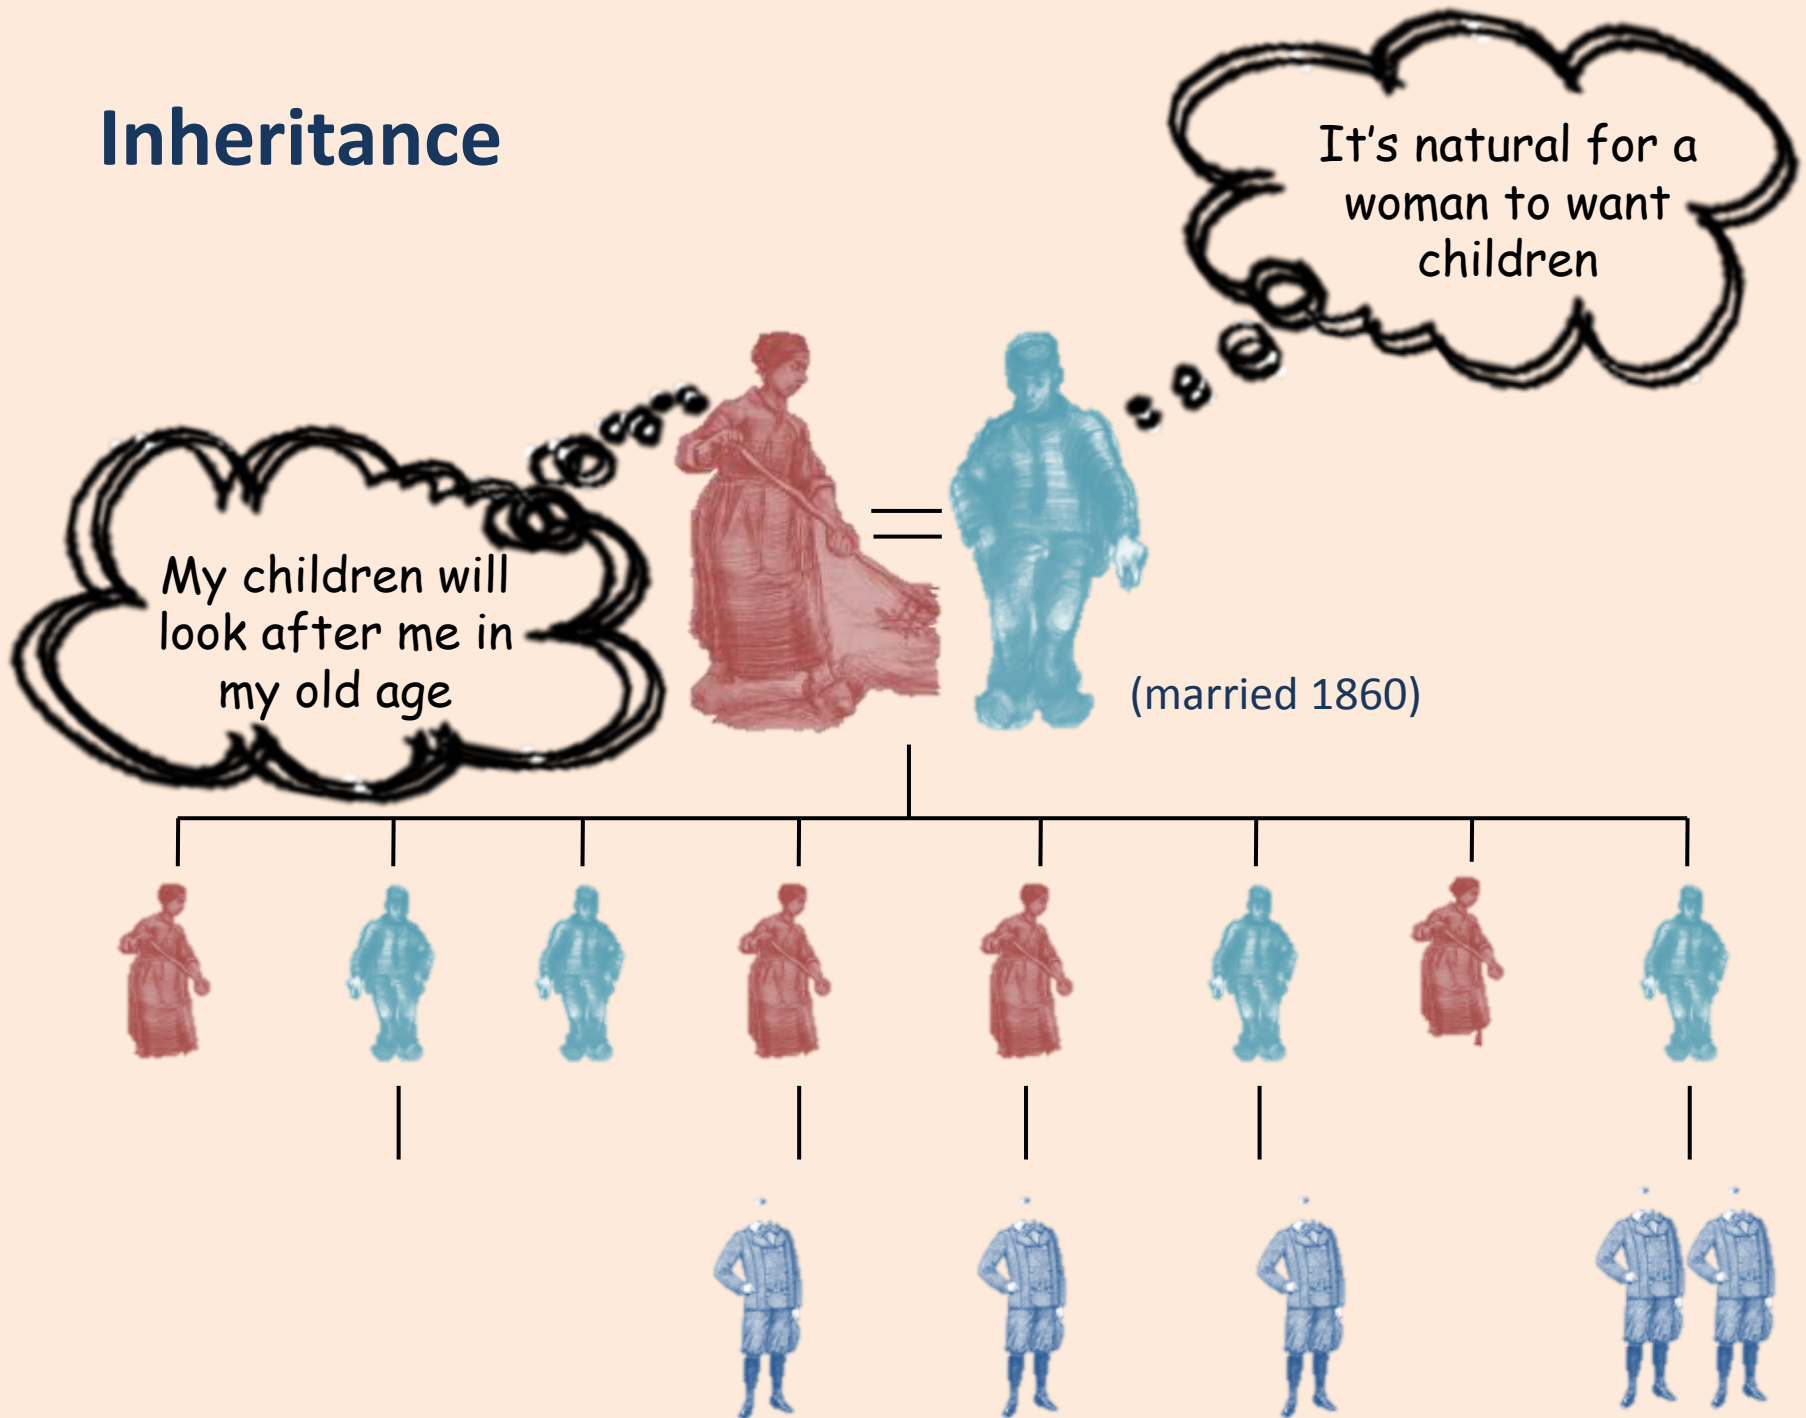 Inheritance
It's natural for a
woman to want
children
My children will
look after me in
my old age
(married 1860)